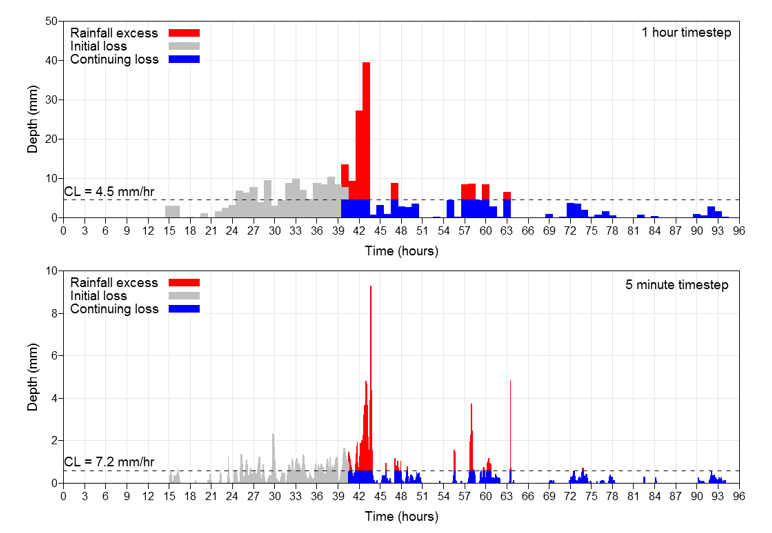 50
Rainfall excess
1 hour timestep
Initial loss
Continuing loss
40
30
Depth (mm)
20
10
CL = 4.5 mm/hr
0
0 3 6 9 12 15 18 21 24 27 30 33 36 39 42 45 48 51 54 57 60 63 66 69 72 75 78 81 84 87 90 93 96
Time (hours)
10
Rainfall excess
5 minute timestep
Initial loss
Continuing loss
8
6
Depth (mm)
4
2
CL = 7.2 mm/hr
0
0 3 6 9 12 15 18 21 24 27 30 33 36 39 42 45 48 51 54 57 60 63 66 69 72 75 78 81 84 87 90 93 96
Time (hours)